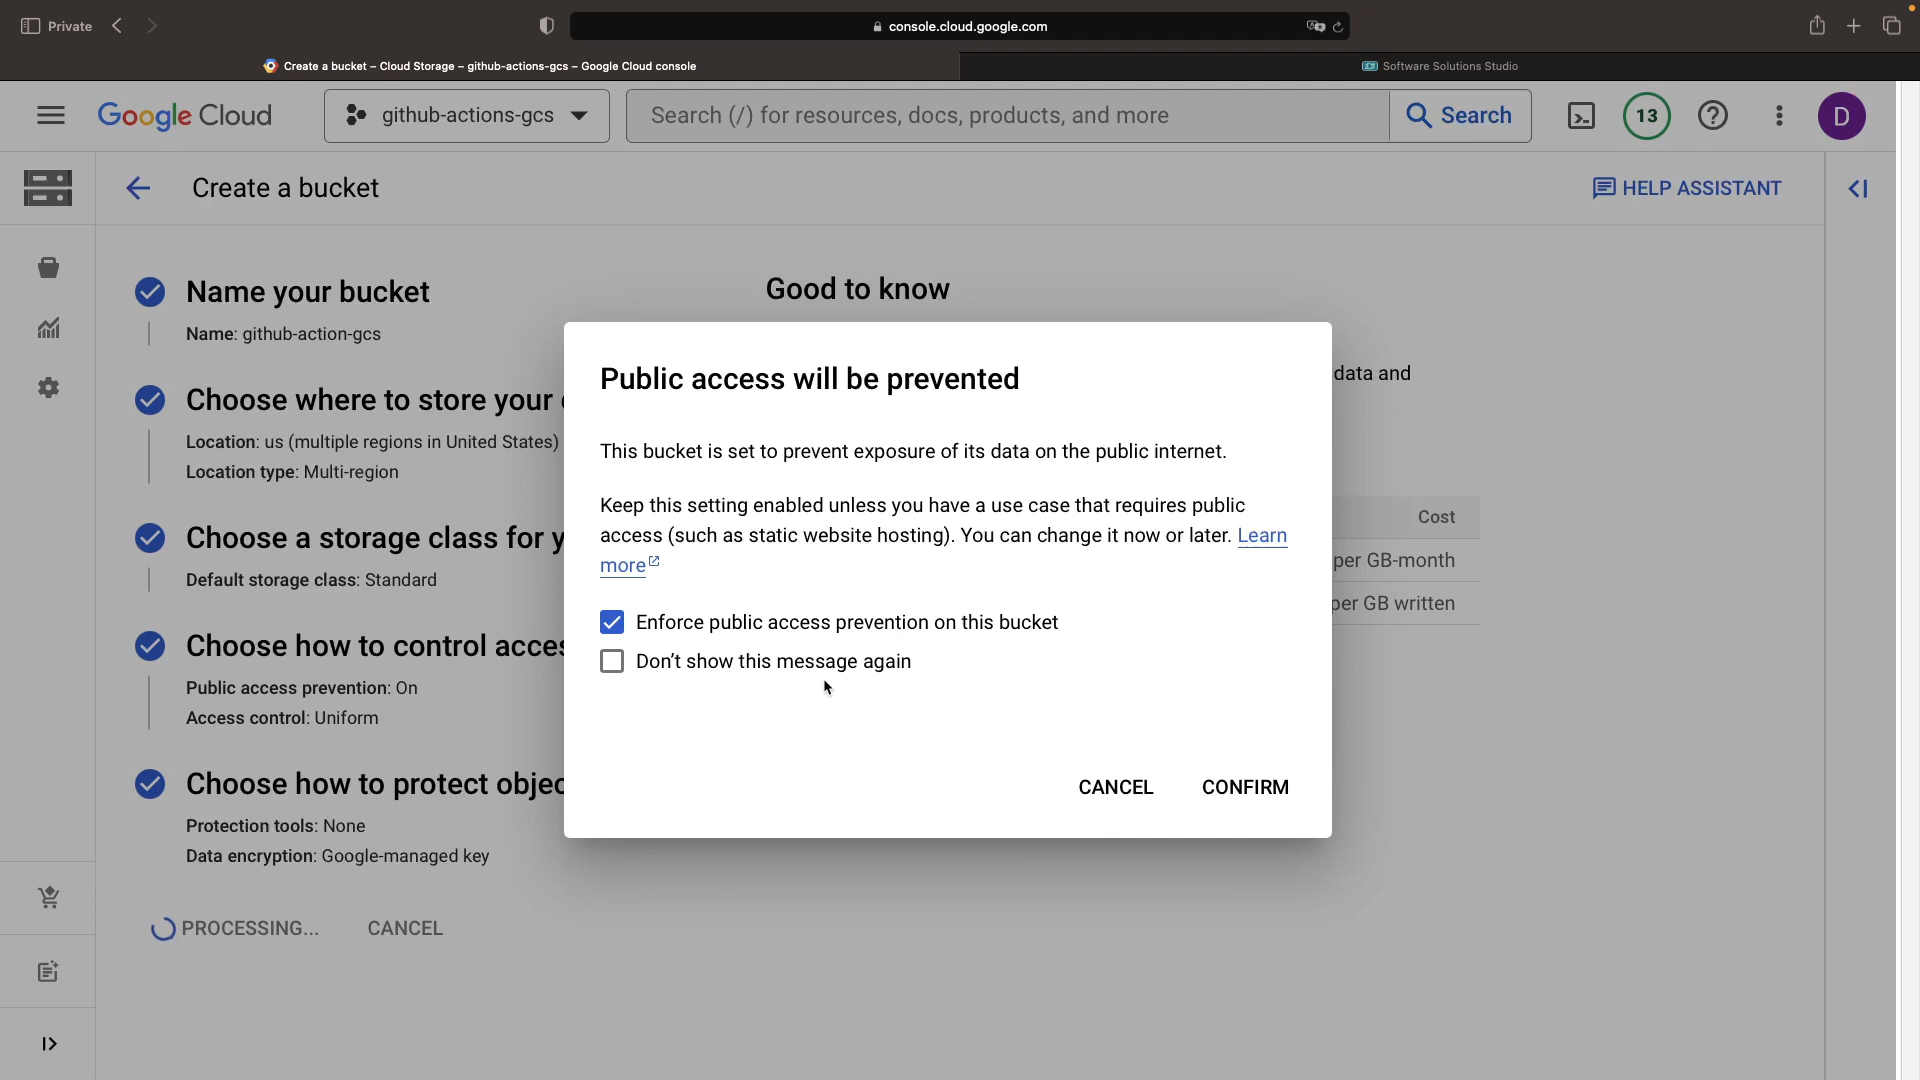 Private
console.cloud.google.com
Create a bucket – Cloud Storage – github-actions-gcs – Google Cloud console
Software Solutions Studio
Google Cloud
github-actions-gcs
Search (/) for resources, docs, products, and more
Search
13
D
Create a bucket
HELP ASSISTANT
Name your bucket
Name: github-action-gcs
Good to know
data and
Choose where to store your
Location: us (multiple regions in United States)
Location type: Multi-region
Choose a storage class for y
Default storage class: Standard
Choose how to control acces
Public access prevention: On
Access control: Uniform
Choose how to protect objec
Protection tools: None
Data encryption: Google-managed key
PROCESSING...
CANCEL
Public access will be prevented
This bucket is set to prevent exposure of its data on the public internet.
Keep this setting enabled unless you have a use case that requires public
access (such as static website hosting). You can change it now or later. Learn
more
Enforce public access prevention on this bucket
Don't show this message again
CANCEL
CONFIRM
Cost
per GB-month
per GB written